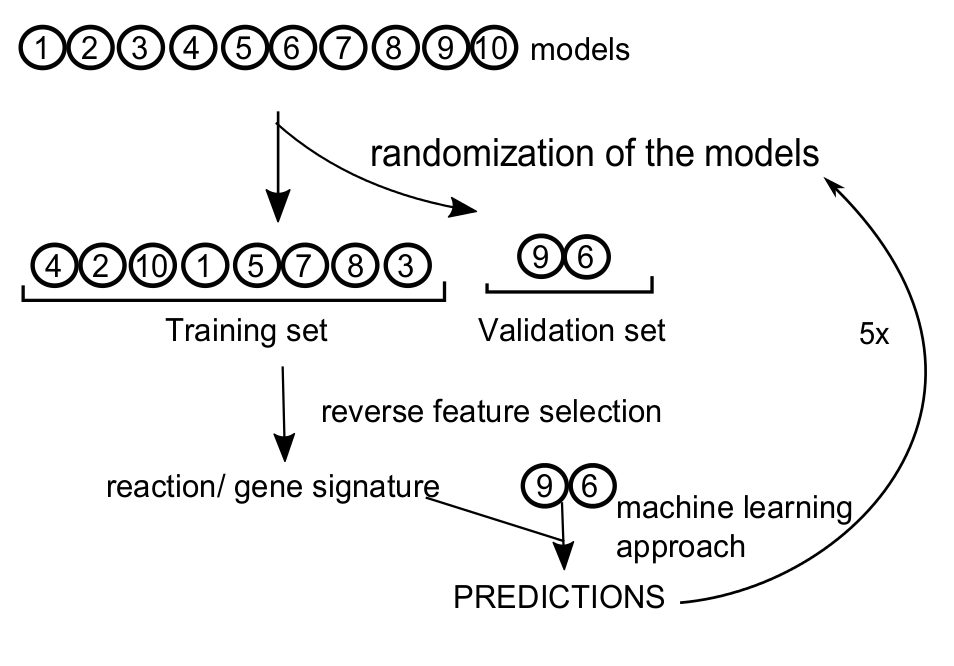 1 2 3 4 5 6 7 8 9 10 models
randomization of the models
4 2 10 1 5 7 8 3
9 6
Training set
Validation set
5x
reverse feature selection
reaction/ gene signature
9 6
machine learning
approach
PREDICTIONS